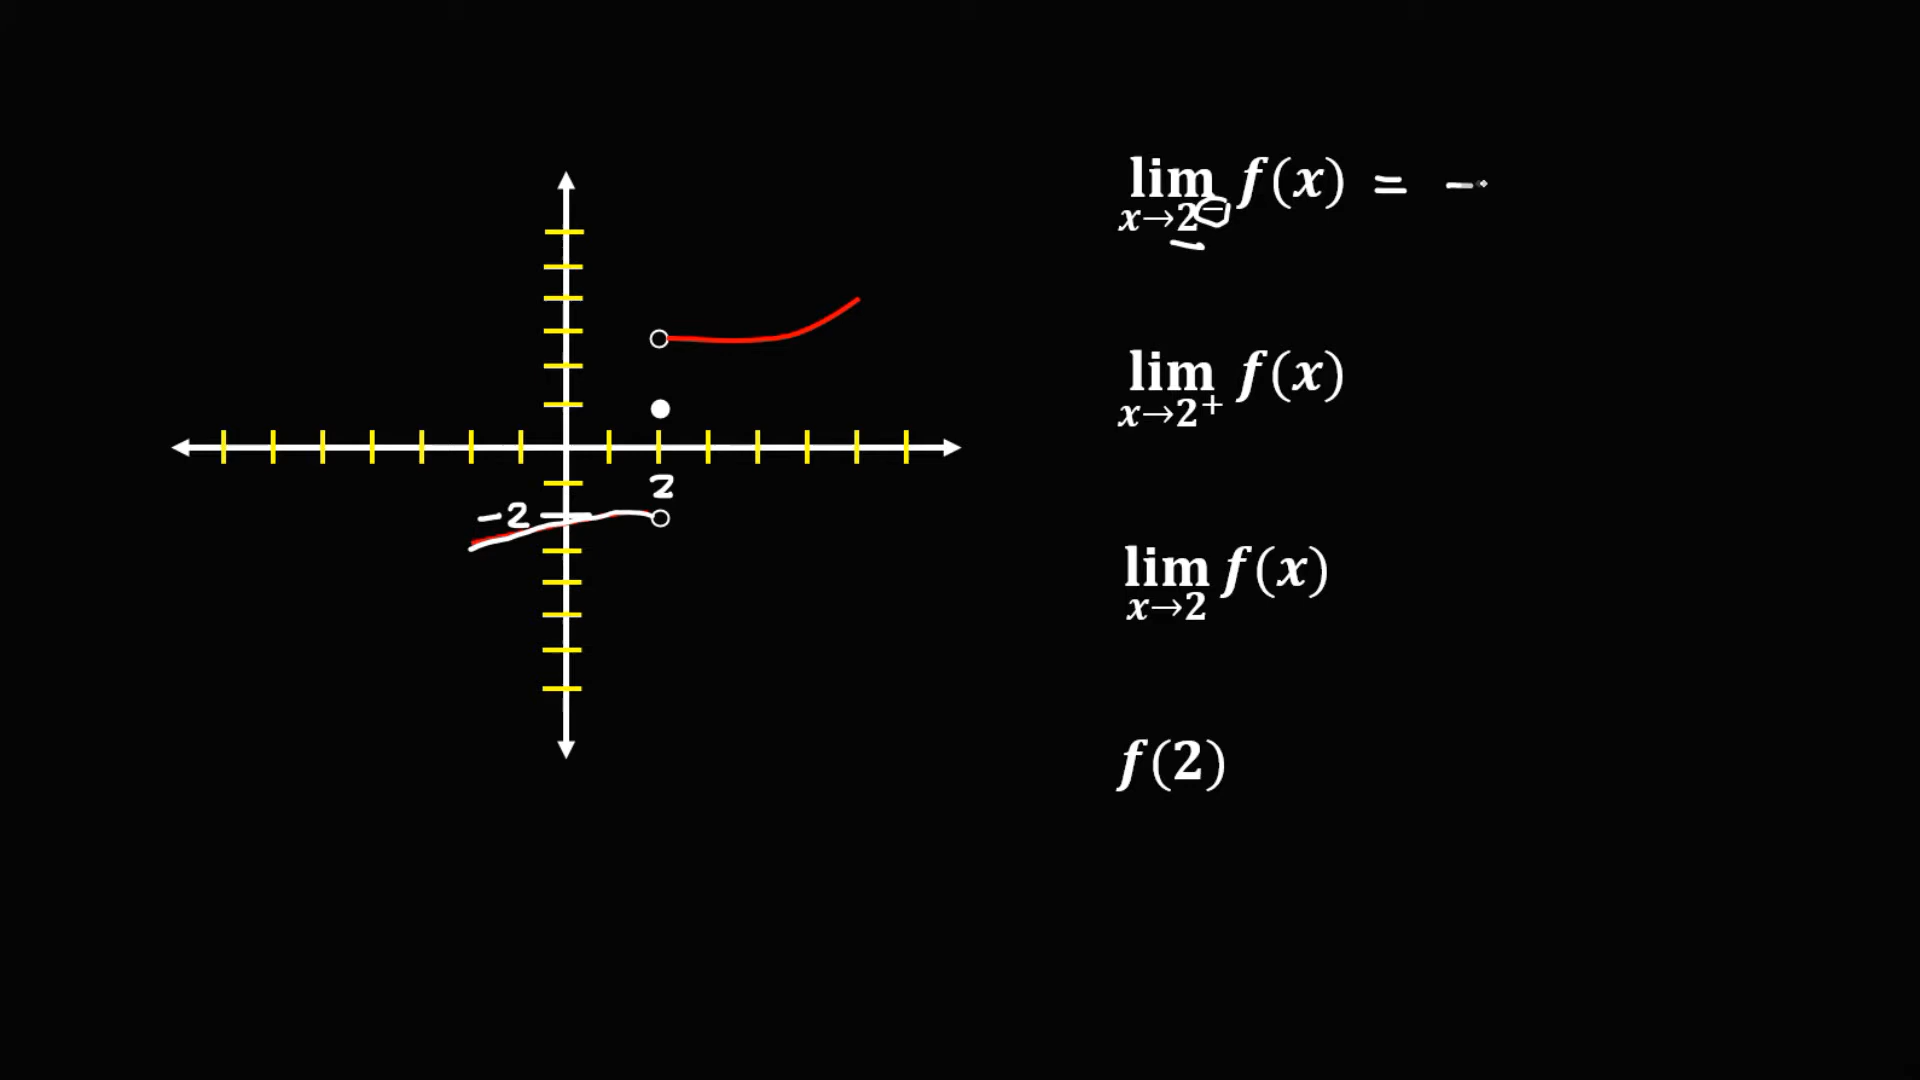 lim f(x) = -
x→2⁻
lim f(x)
x→2⁺
2
-2
lim f(x)
x→2
f(2)